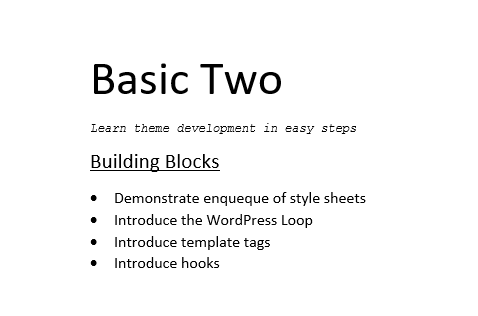 Basic Two
Learn theme development in easy steps
Building Blocks
• Demonstrate enqueque of style sheets
• Introduce the WordPress Loop
• Introduce template tags
• Introduce hooks